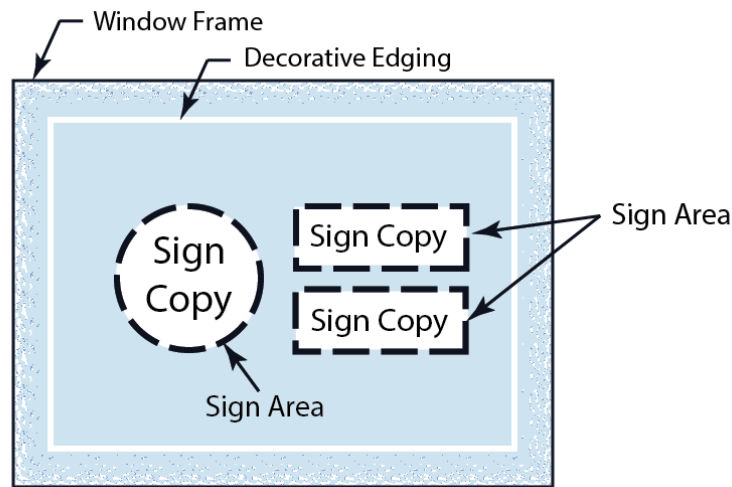 Window Frame
Decorative Edging
Sign
Copy
Sign Copy
Sign Copy
Sign Area
Sign Area